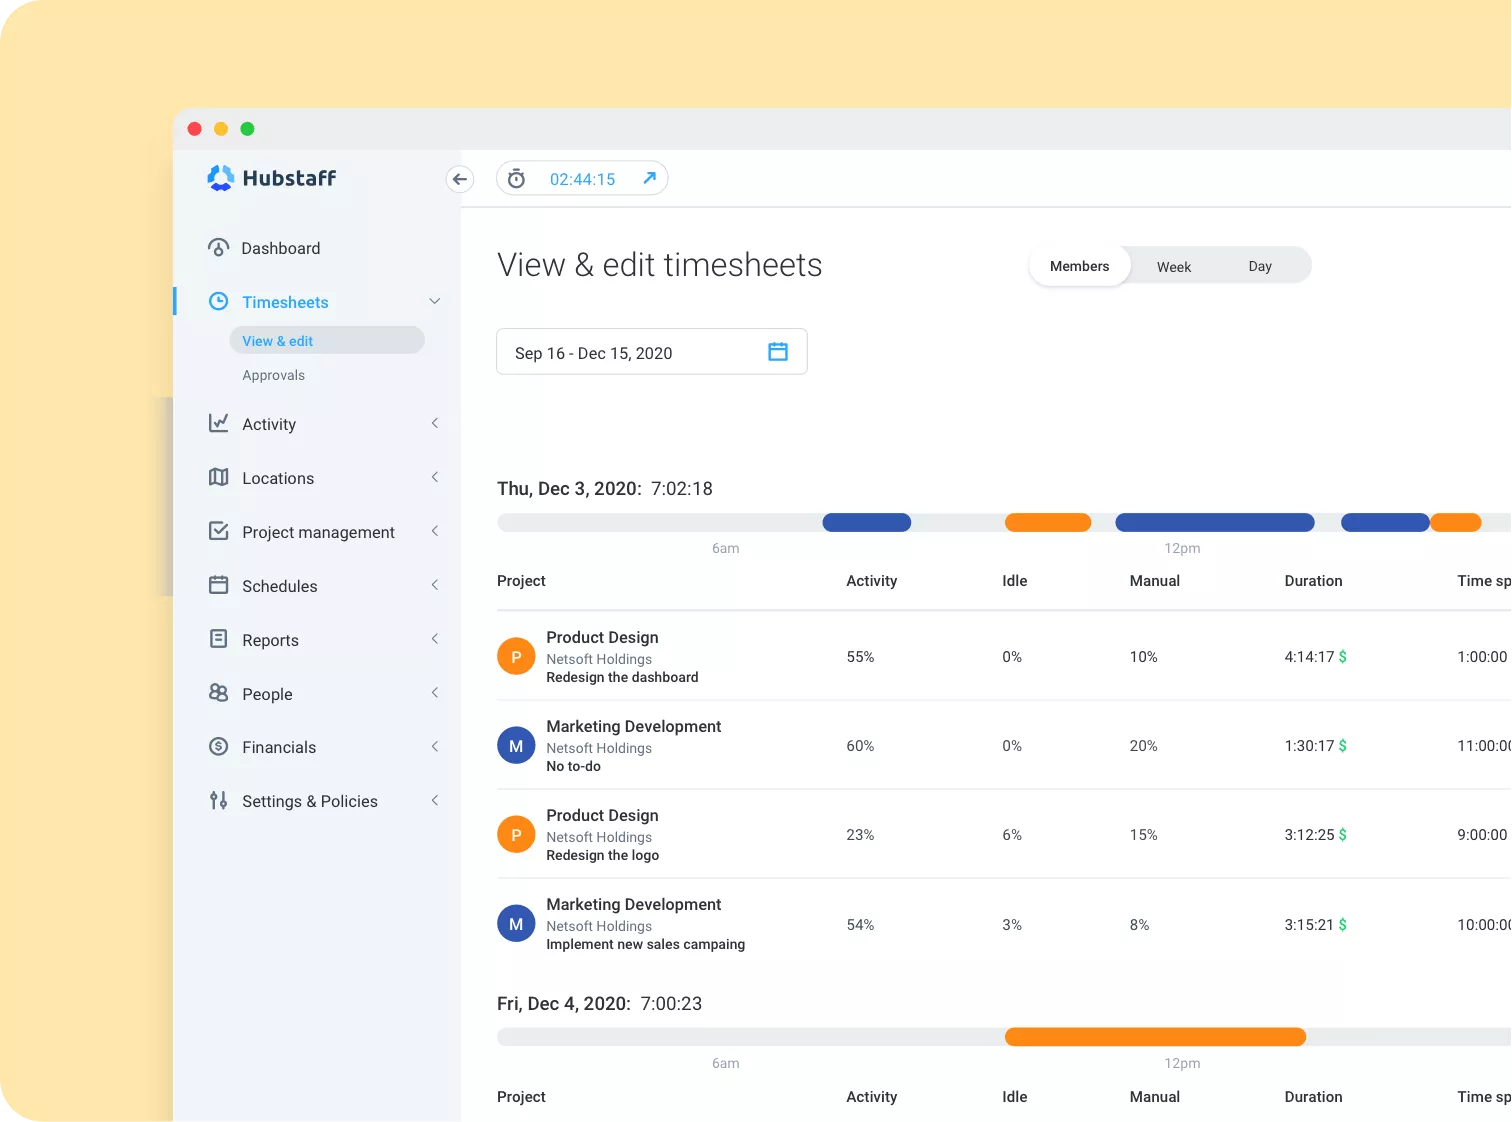 Hubstaff
02:44:15
Dashboard
Timesheets
View & edit
Approvals
Activity
Locations
Project management
Schedules
Reports
People
Financials
Settings & Policies
View & edit timesheets
Members Week Day
Sep 16 - Dec 15, 2020
Thu, Dec 3, 2020: 7:02:18
6am 12pm
Project Activity Idle Manual Duration Time sp
P
Product Design
Netsoft Holdings
Redesign the dashboard
55% 0% 10% 4:14:17 $ 1:00:00
M
Marketing Development
Netsoft Holdings
No to-do
60% 0% 20% 1:30:17 $ 11:00:00
P
Product Design
Netsoft Holdings
Redesign the logo
23% 6% 15% 3:12:25 $ 9:00:00
M
Marketing Development
Netsoft Holdings
Implement new sales campaing
54% 3% 8% 3:15:21 $ 10:00:00
Fri, Dec 4, 2020: 7:00:23
6am 12pm
Project Activity Idle Manual Duration Time sp